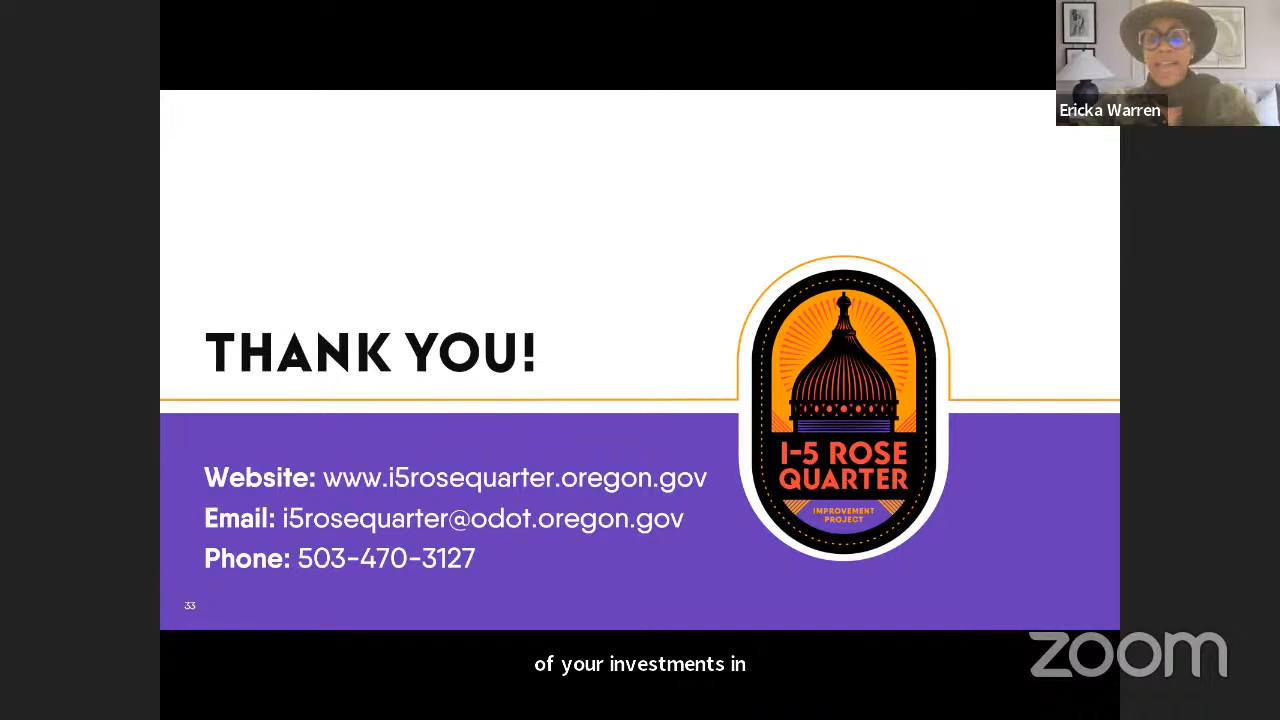 Ericka Warren
THANK YOU!
I-5 ROSE
QUARTER
IMPROVEMENT
PROJECT
Website: www.i5rosequarter.oregon.gov
Email: i5rosequarter@odot.oregon.gov
Phone: 503-470-3127
33
of your investments in
zoom